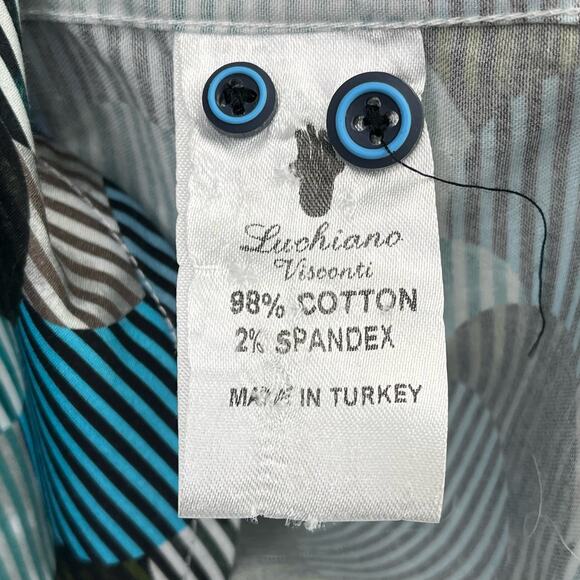 Luchiano
Visconti
98% COTTON
2% SPANDEX
MADE IN TURKEY